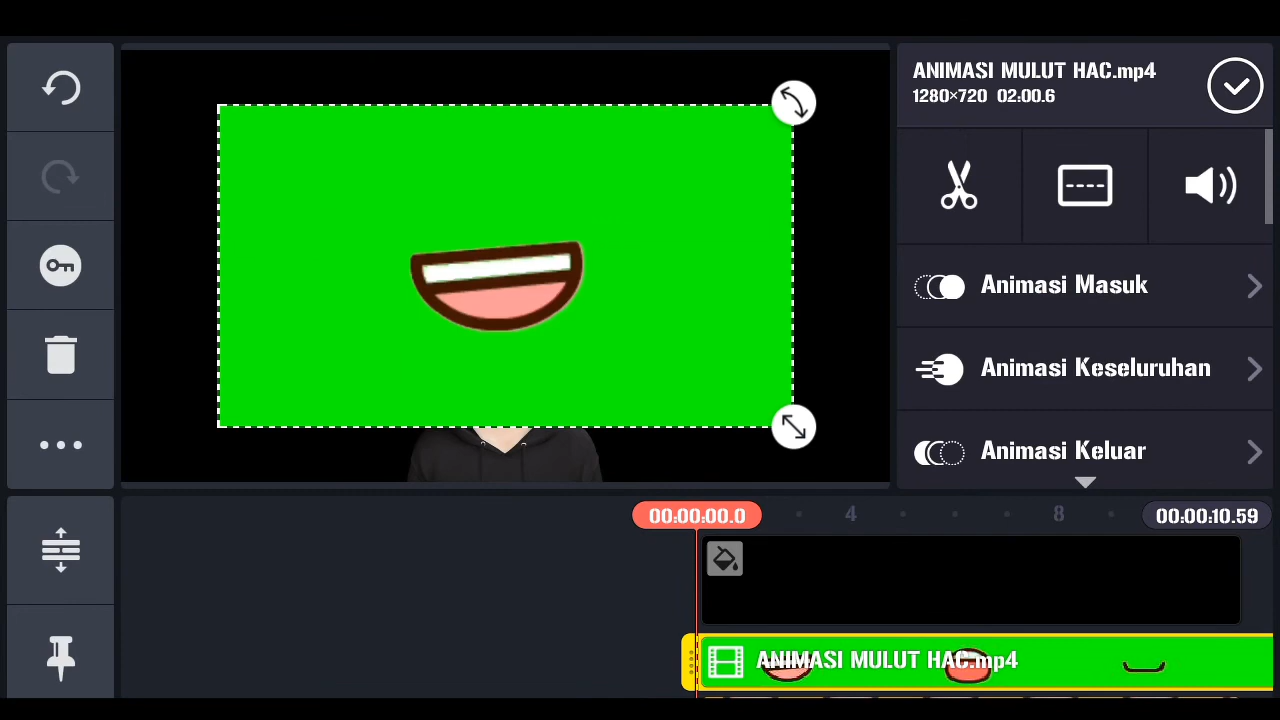 ANIMASI MULUT HAC.mp4
1280×720 02:00.6
Animasi Masuk
Animasi Keseluruhan
Animasi Keluar
00:00:00.0
4
8
00:00:10.59
ANIMASI MULUT HAC.mp4